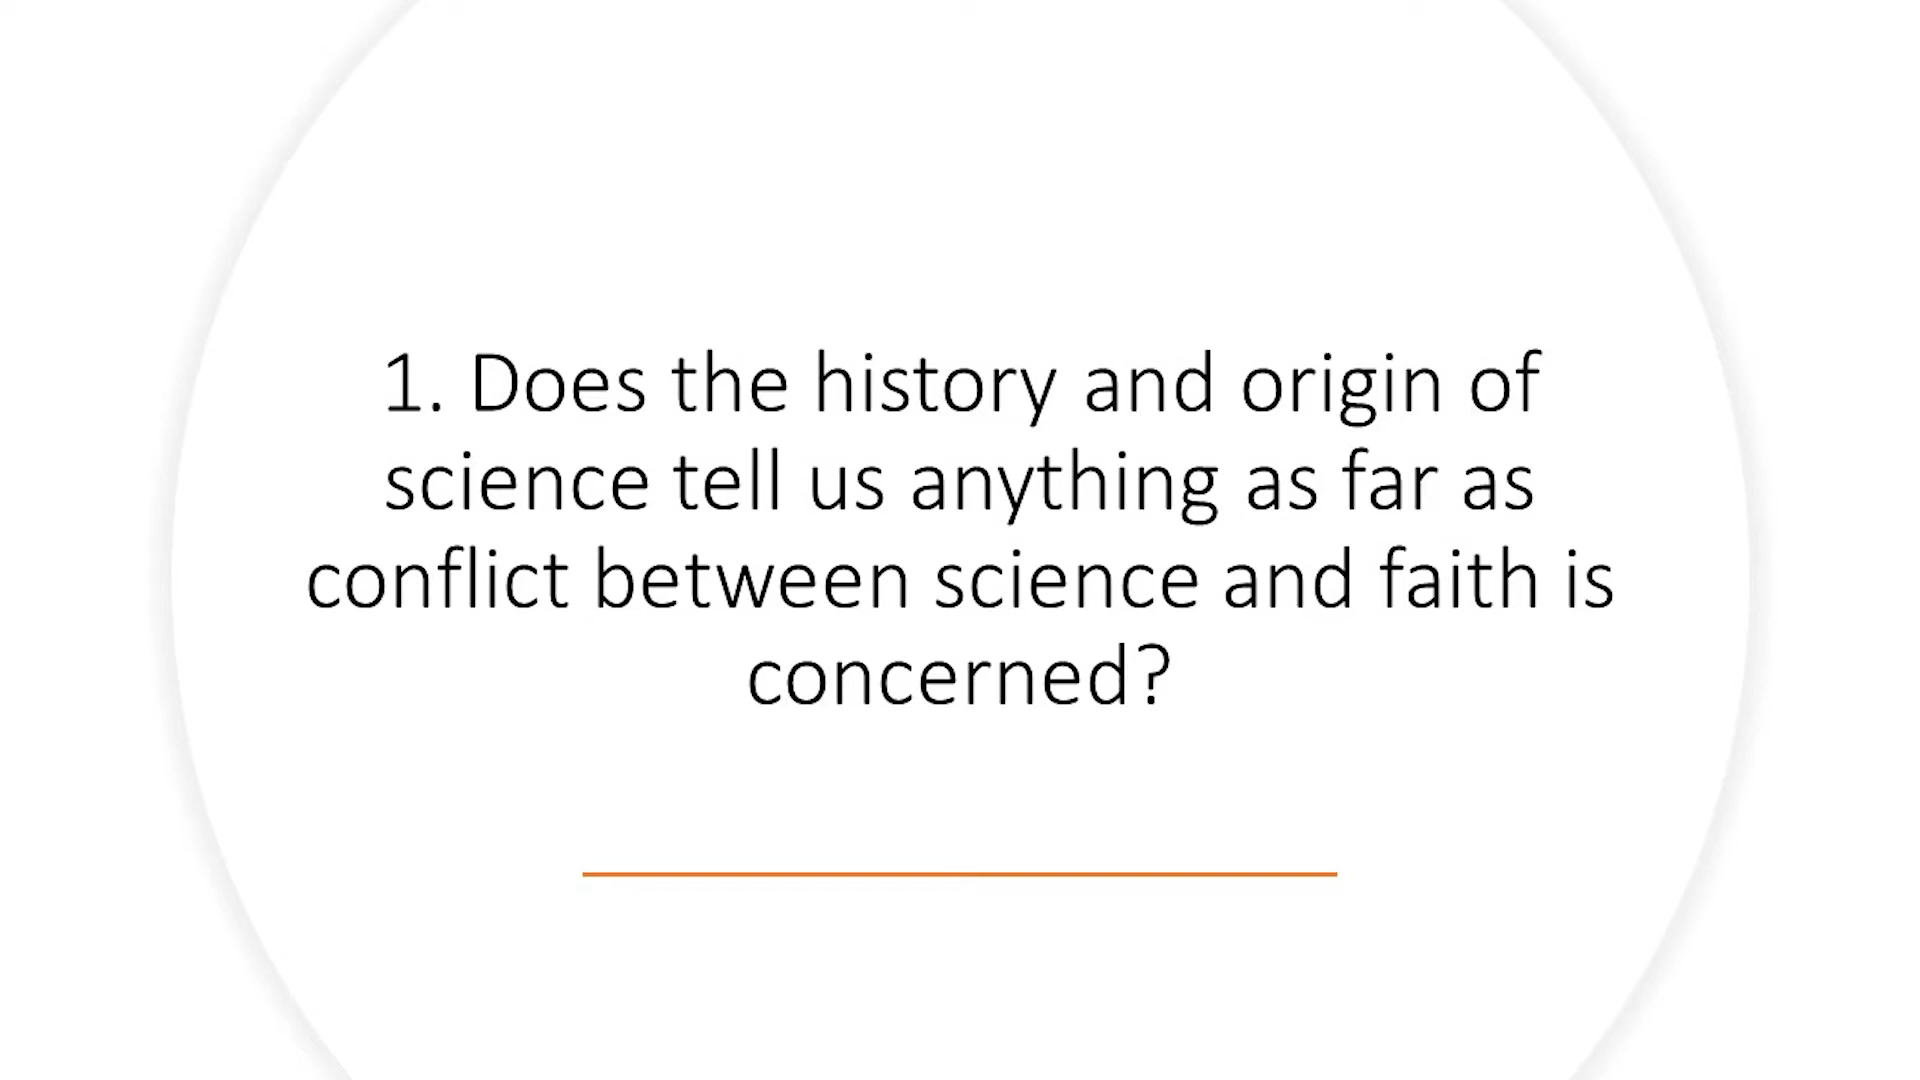 1. Does the history and origin of
science tell us anything as far as
conflict between science and faith is
concerned?